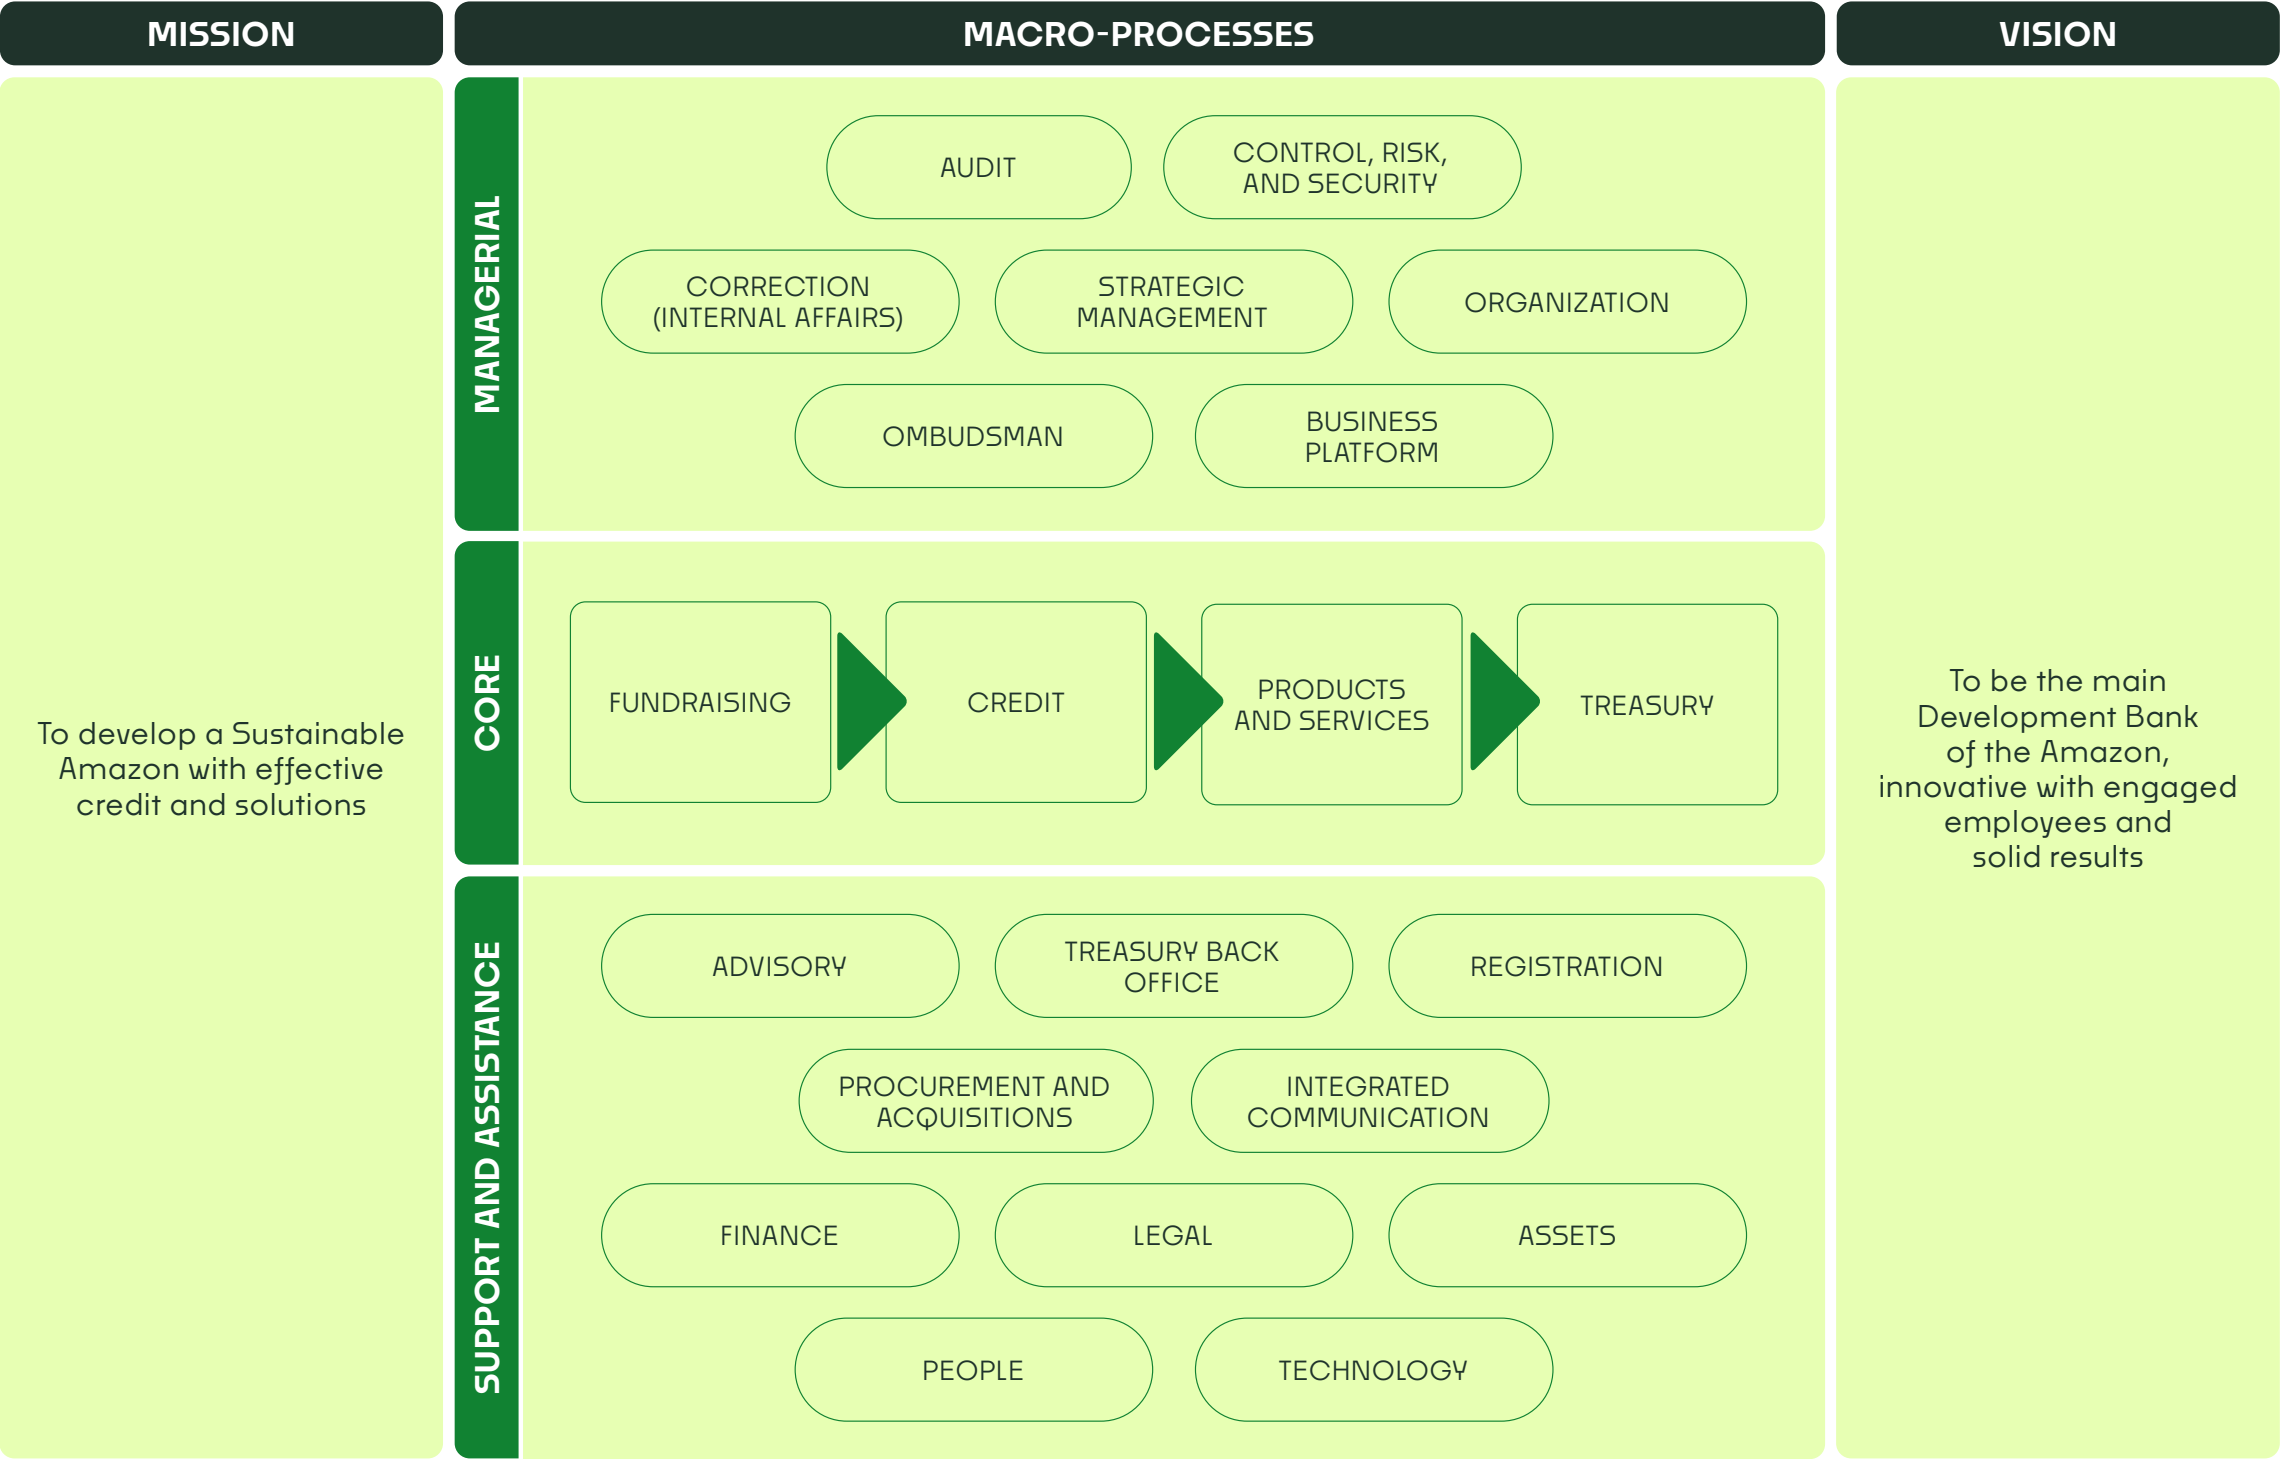 MISSION
MACRO-PROCESSES
VISION
To develop a Sustainable
Amazon with effective
credit and solutions
MANAGERIAL
AUDIT
CONTROL, RISK,
AND SECURITY
CORRECTION
(INTERNAL AFFAIRS)
STRATEGIC
MANAGEMENT
ORGANIZATION
OMBUDSMAN
BUSINESS
PLATFORM
CORE
FUNDRAISING
CREDIT
PRODUCTS
AND SERVICES
TREASURY
SUPPORT AND ASSISTANCE
ADVISORY
TREASURY BACK
OFFICE
REGISTRATION
PROCUREMENT AND
ACQUISITIONS
INTEGRATED
COMMUNICATION
FINANCE
LEGAL
ASSETS
PEOPLE
TECHNOLOGY
To be the main
Development Bank
of the Amazon,
innovative with engaged
employees and
solid results